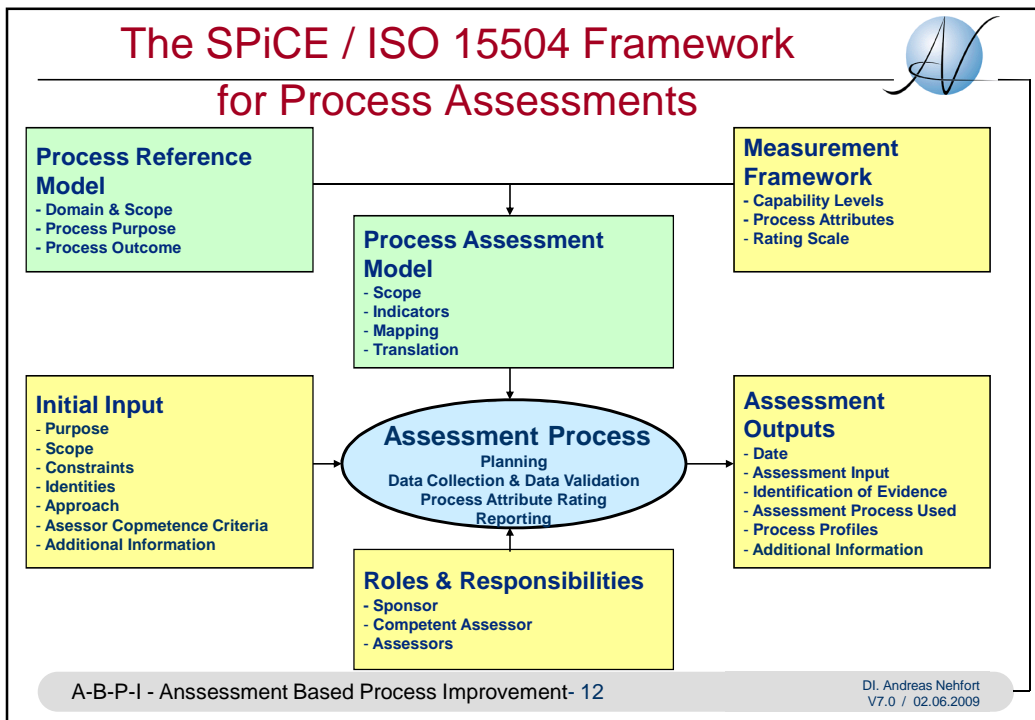 The SPiCE / ISO 15504 Framework
for Process Assessments
Process Reference
Model
- Domain & Scope
- Process Purpose
- Process Outcome
Measurement
Framework
- Capability Levels
- Process Attributes
- Rating Scale
Process Assessment
Model
- Scope
- Indicators
- Mapping
- Translation
Initial Input
- Purpose
- Scope
- Constraints
- Identities
- Approach
- Asessor Copmetence Criteria
- Additional Information
Assessment Process
Planning
Data Collection & Data Validation
Process Attribute Rating
Reporting
Assessment
Outputs
- Date
- Assessment Input
- Identification of Evidence
- Assessment Process Used
- Process Profiles
- Additional Information
Roles & Responsibilities
- Sponsor
- Competent Assessor
- Assessors
A-B-P-I - Anssessment Based Process Improvement- 12
DI. Andreas Nehfort
V7.0 / 02.06.2009